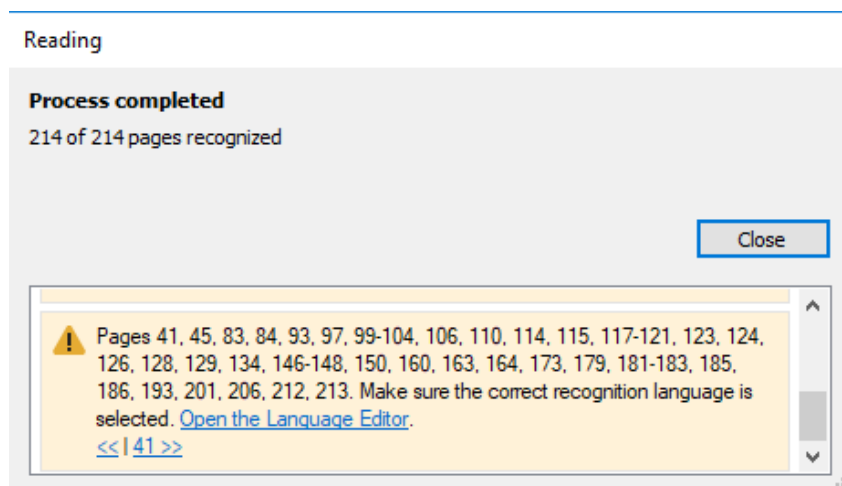 Reading
Process completed
214 of 214 pages recognized
Close
Pages 41, 45, 83, 84, 93, 97, 99-104, 106, 110, 114, 115, 117-121, 123, 124,
126, 128, 129, 134, 146-148, 150, 160, 163, 164, 173, 179, 181-183, 185,
186, 193, 201, 206, 212, 213. Make sure the correct recognition language is
selected. Open the Language Editor.
<< | 41 >>